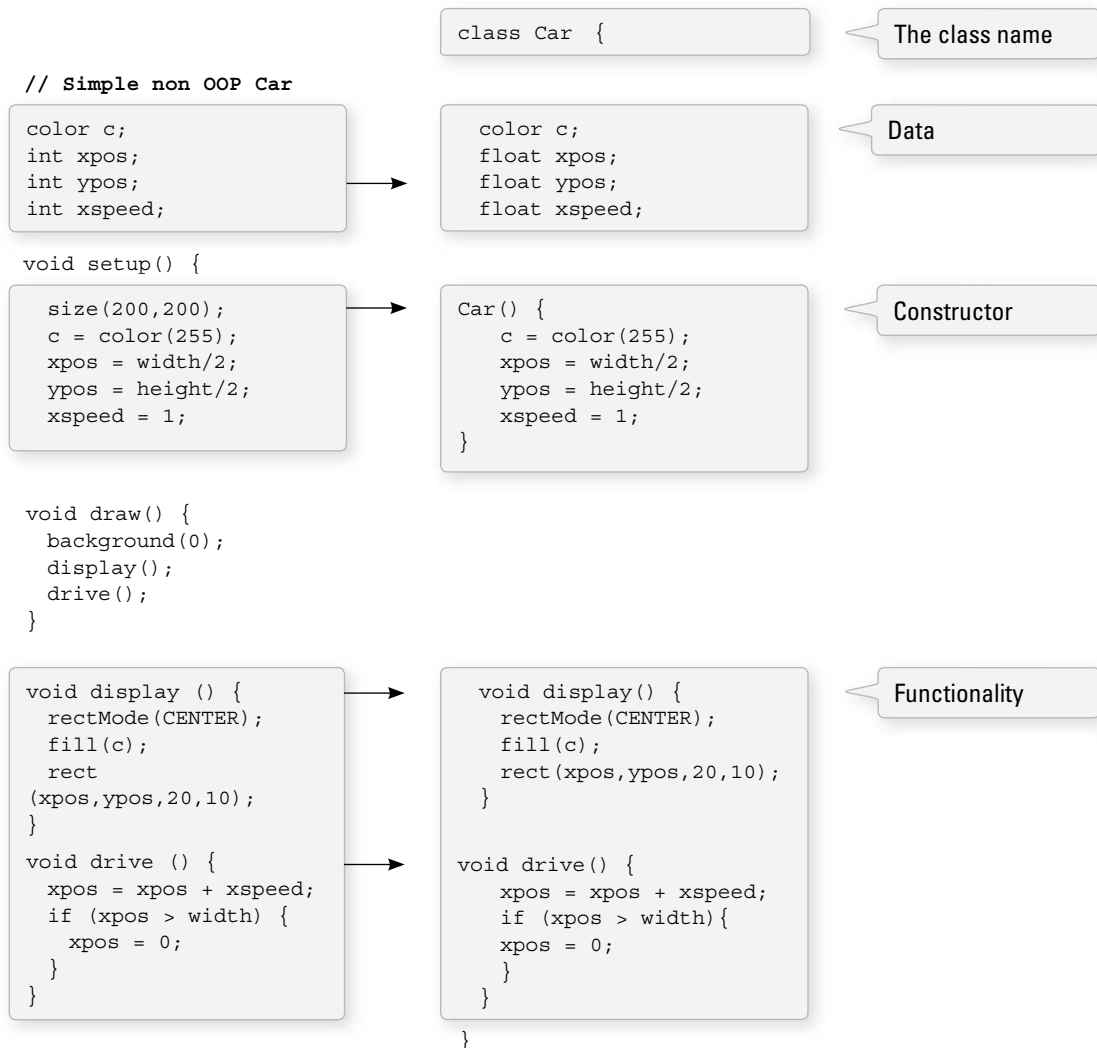 class Car {
The class name
// Simple non OOP Car
color c;
int xpos;
int ypos;
int xspeed;
color c;
float xpos;
float ypos;
float xspeed;
Data
void setup() {
size(200,200);
c = color(255);
xpos = width/2;
ypos = height/2;
xspeed = 1;
Car() {
c = color(255);
xpos = width/2;
ypos = height/2;
xspeed = 1;
}
Constructor
void draw() {
background(0);
display();
drive();
}
void display () {
rectMode(CENTER);
fill(c);
rect
(xpos,ypos,20,10);
}
void drive () {
xpos = xpos + xspeed;
if (xpos > width) {
xpos = 0;
}
}
void display() {
rectMode(CENTER);
fill(c);
rect(xpos,ypos,20,10);
}
void drive() {
xpos = xpos + xspeed;
if (xpos > width){
xpos = 0;
}
}
}
Functionality